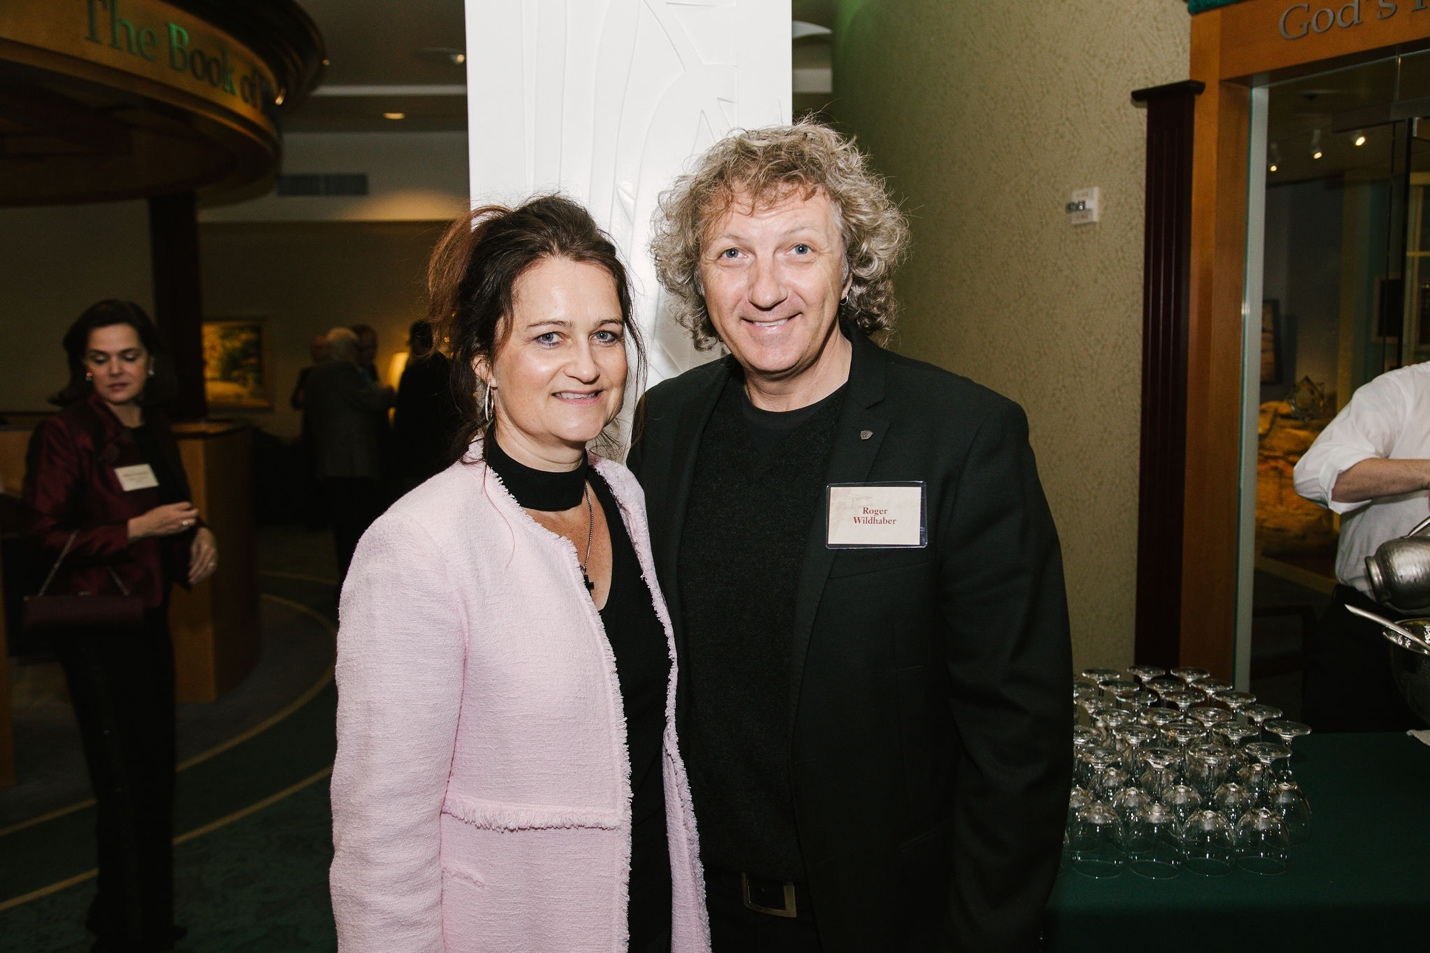 The Book of
God's
Roger
Wildhaber